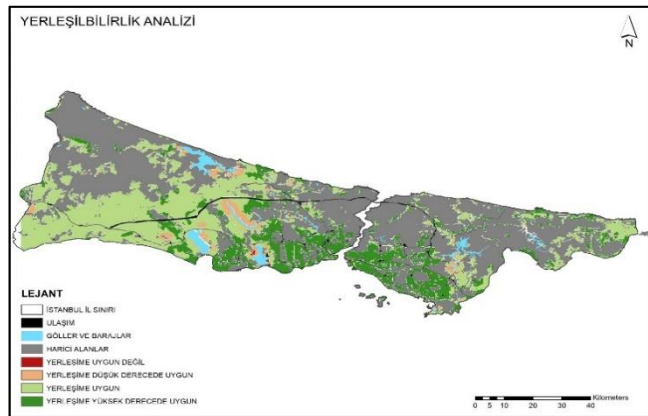 YERLEŞİLBİLİRLİK ANALİZİ
N
LEJANT
İSTANBUL İL SINIRI
ULAŞIM
GÖLLER VE BARAJLAR
HARİCİ ALANLAR
YERLEŞİME UYGUN DEĞİL
YERLEŞİME DÜŞÜK DERECEDE UYGUN
YERLEŞİME UYGUN
YERLEŞİME YÜKSEK DERECEDE UYGUN
Kilometers
0 5 10 20 30 40